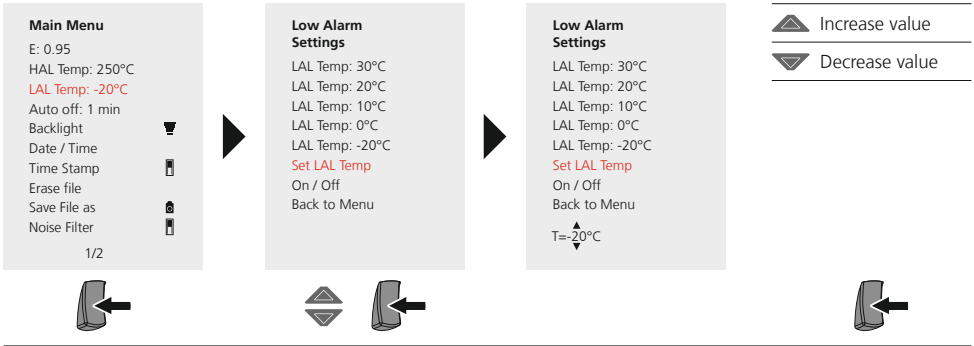 Main Menu
E: 0.95
HAL Temp: 250°C
LAL Temp: -20°C
Auto off: 1 min
Backlight
Date / Time
Time Stamp
Erase file
Save File as
Noise Filter
1/2
Low Alarm
Settings
LAL Temp: 30°C
LAL Temp: 20°C
LAL Temp: 10°C
LAL Temp: 0°C
LAL Temp: -20°C
Set LAL Temp
On / Off
Back to Menu
Low Alarm
Settings
LAL Temp: 30°C
LAL Temp: 20°C
LAL Temp: 10°C
LAL Temp: 0°C
LAL Temp: -20°C
Set LAL Temp
On / Off
Back to Menu
T=-20°C
Increase value
Decrease value